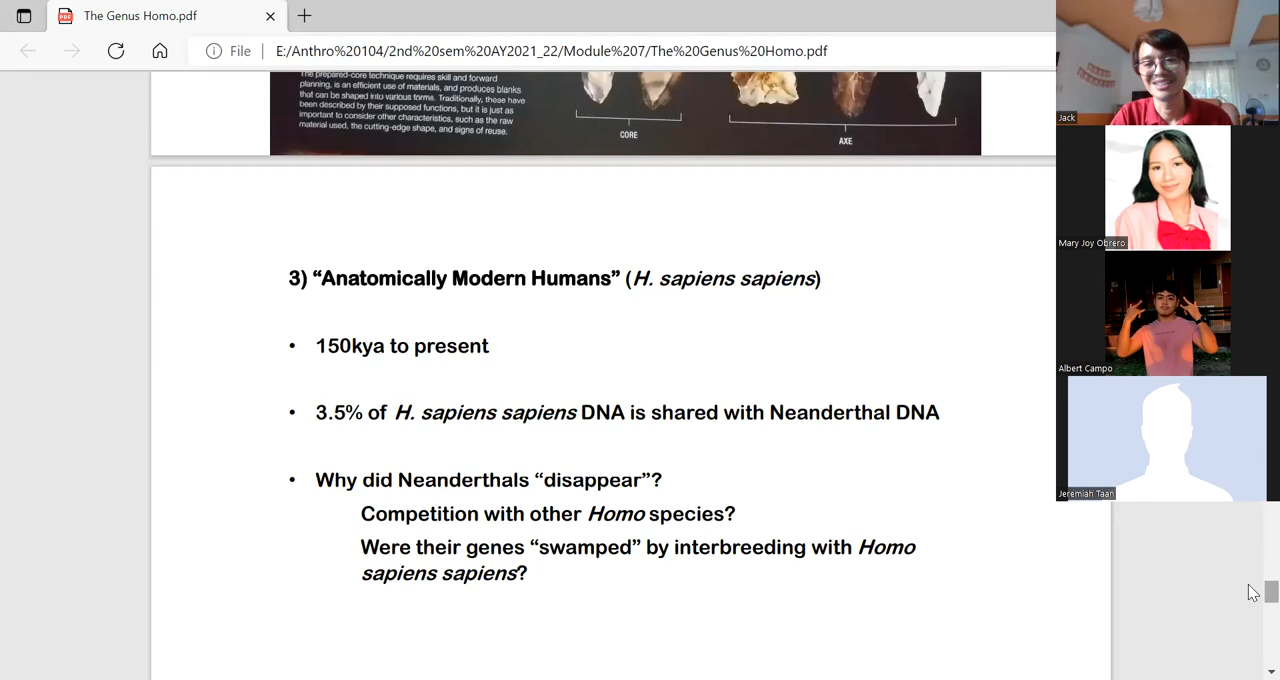 The Genus Homo.pdf
File
E:/Anthro%20104/2nd%20sem%20AY2021_22/Module%207/The%20Genus%20Homo.pdf
The prepared-core technique requires skill and forward
planning, is an efficient use of materials, and produces blanks
that can be shaped into various forms. Traditionally, these have
been described by their supposed functions, but it is just as
important to consider other characteristics, such as the raw
material used, the cutting-edge shape, and signs of reuse.
CORE
AXE
3) “Anatomically Modern Humans” (H. sapiens sapiens)
• 150kya to present
• 3.5% of H. sapiens sapiens DNA is shared with Neanderthal DNA
• Why did Neanderthals “disappear”?
Competition with other Homo species?
Were their genes “swamped” by interbreeding with Homo
sapiens sapiens?
Jack
Mary Joy Obrero
Albert Campo
Jeremiah Taan